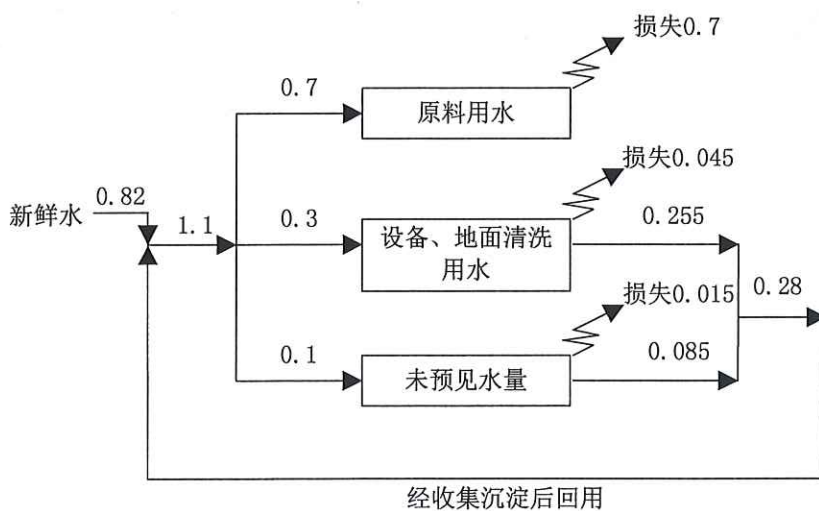 损失0.7
0.7
原料用水
损失0.045
新鲜水
0.82
1.1
0.3
设备、地面清洗
用水
0.255
损失0.015
0.28
0.1
未预见水量
0.085
经收集沉淀后回用